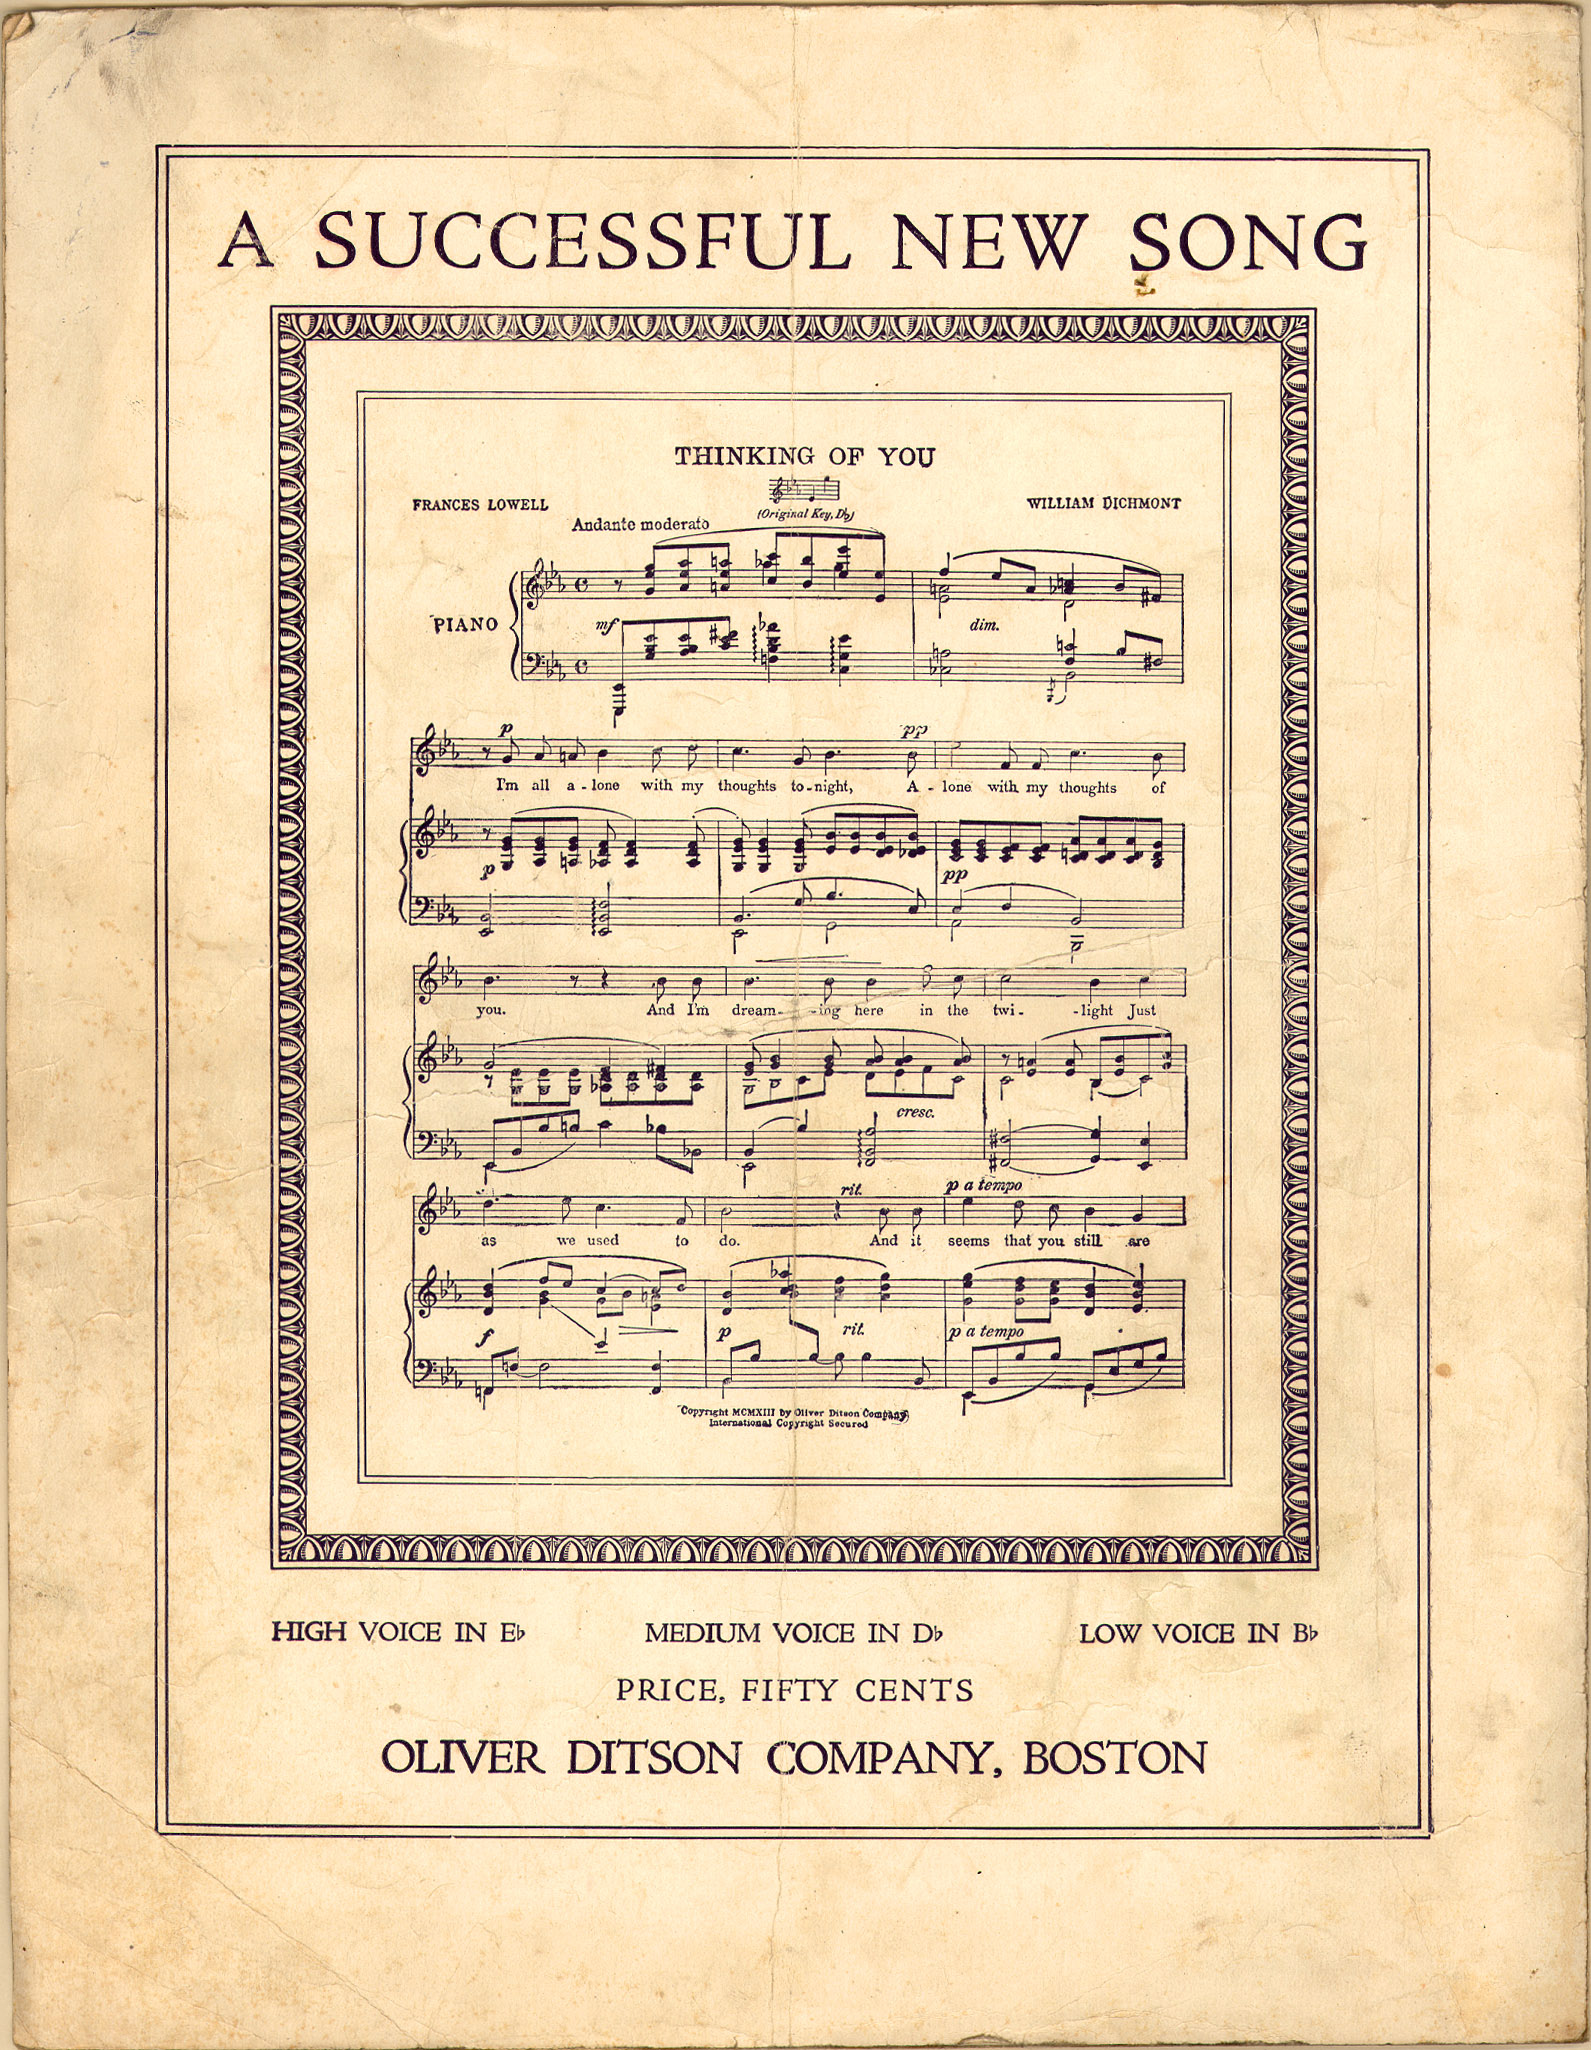 A SUCCESSFUL NEW SONG
THINKING OF YOU
FRANCES LOWELL
(Original Key, D♭)
WILLIAM DICHMONT
Andante moderato
PIANO
mf
dim.
p
pp
I'm all a - lone with my thoughts to - night, A - lone with my thoughts of
p
pp
you. And I'm dream - - ing here in the twi - - light Just
cresc.
rit.
p a tempo
as we used to do. And it seems that you still are
f
p
rit.
p a tempo
Copyright MCMXIII by Oliver Ditson Company
International Copyright Secured
HIGH VOICE IN E♭ MEDIUM VOICE IN D♭ LOW VOICE IN B♭
PRICE, FIFTY CENTS
OLIVER DITSON COMPANY, BOSTON